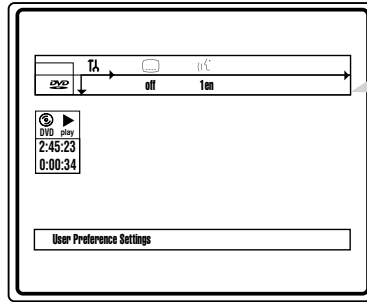 DVD
off 1en
DVD play
2:45:23
0:00:34
User Preference Settings